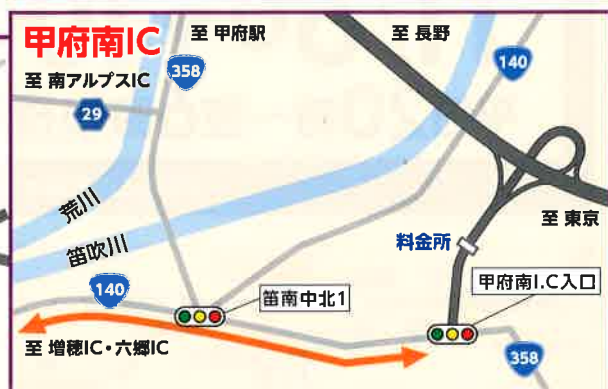 甲府南IC
至 甲府駅
至 長野
至 南アルプスIC
358
140
29
荒川
笛吹川
至 東京
料金所
140
笛南中北1
甲府南I.C入口
至 増穂IC・六郷IC
358